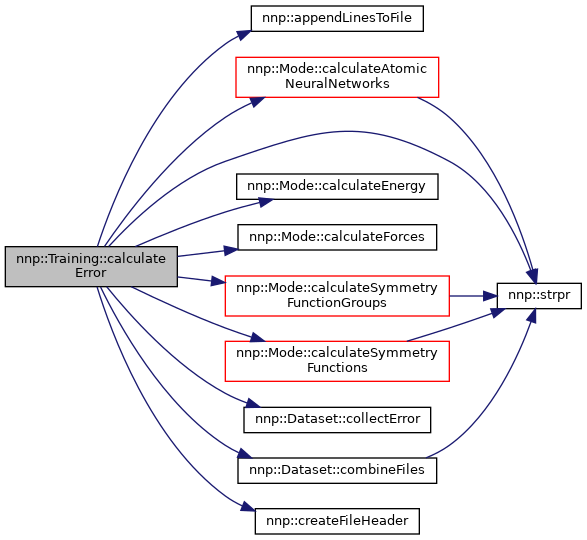 nnp::appendLinesToFile
nnp::Mode::calculateAtomic
NeuralNetworks
nnp::Mode::calculateEnergy
nnp::Mode::calculateForces
nnp::Training::calculate
Error
nnp::Mode::calculateSymmetry
FunctionGroups
nnp::strpr
nnp::Mode::calculateSymmetry
Functions
nnp::Dataset::collectError
nnp::Dataset::combineFiles
nnp::createFileHeader